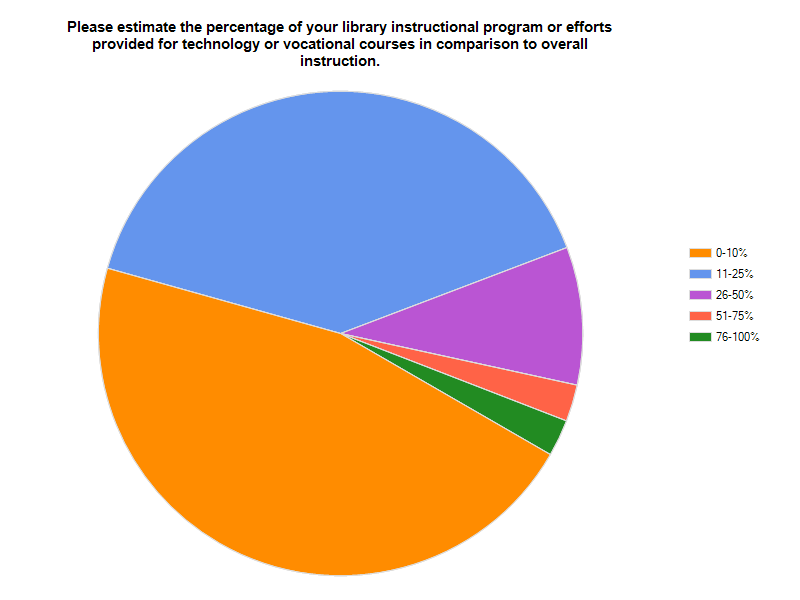 Please estimate the percentage of your library instructional program or efforts
provided for technology or vocational courses in comparison to overall
instruction.
0-10%
11-25%
26-50%
51-75%
76-100%